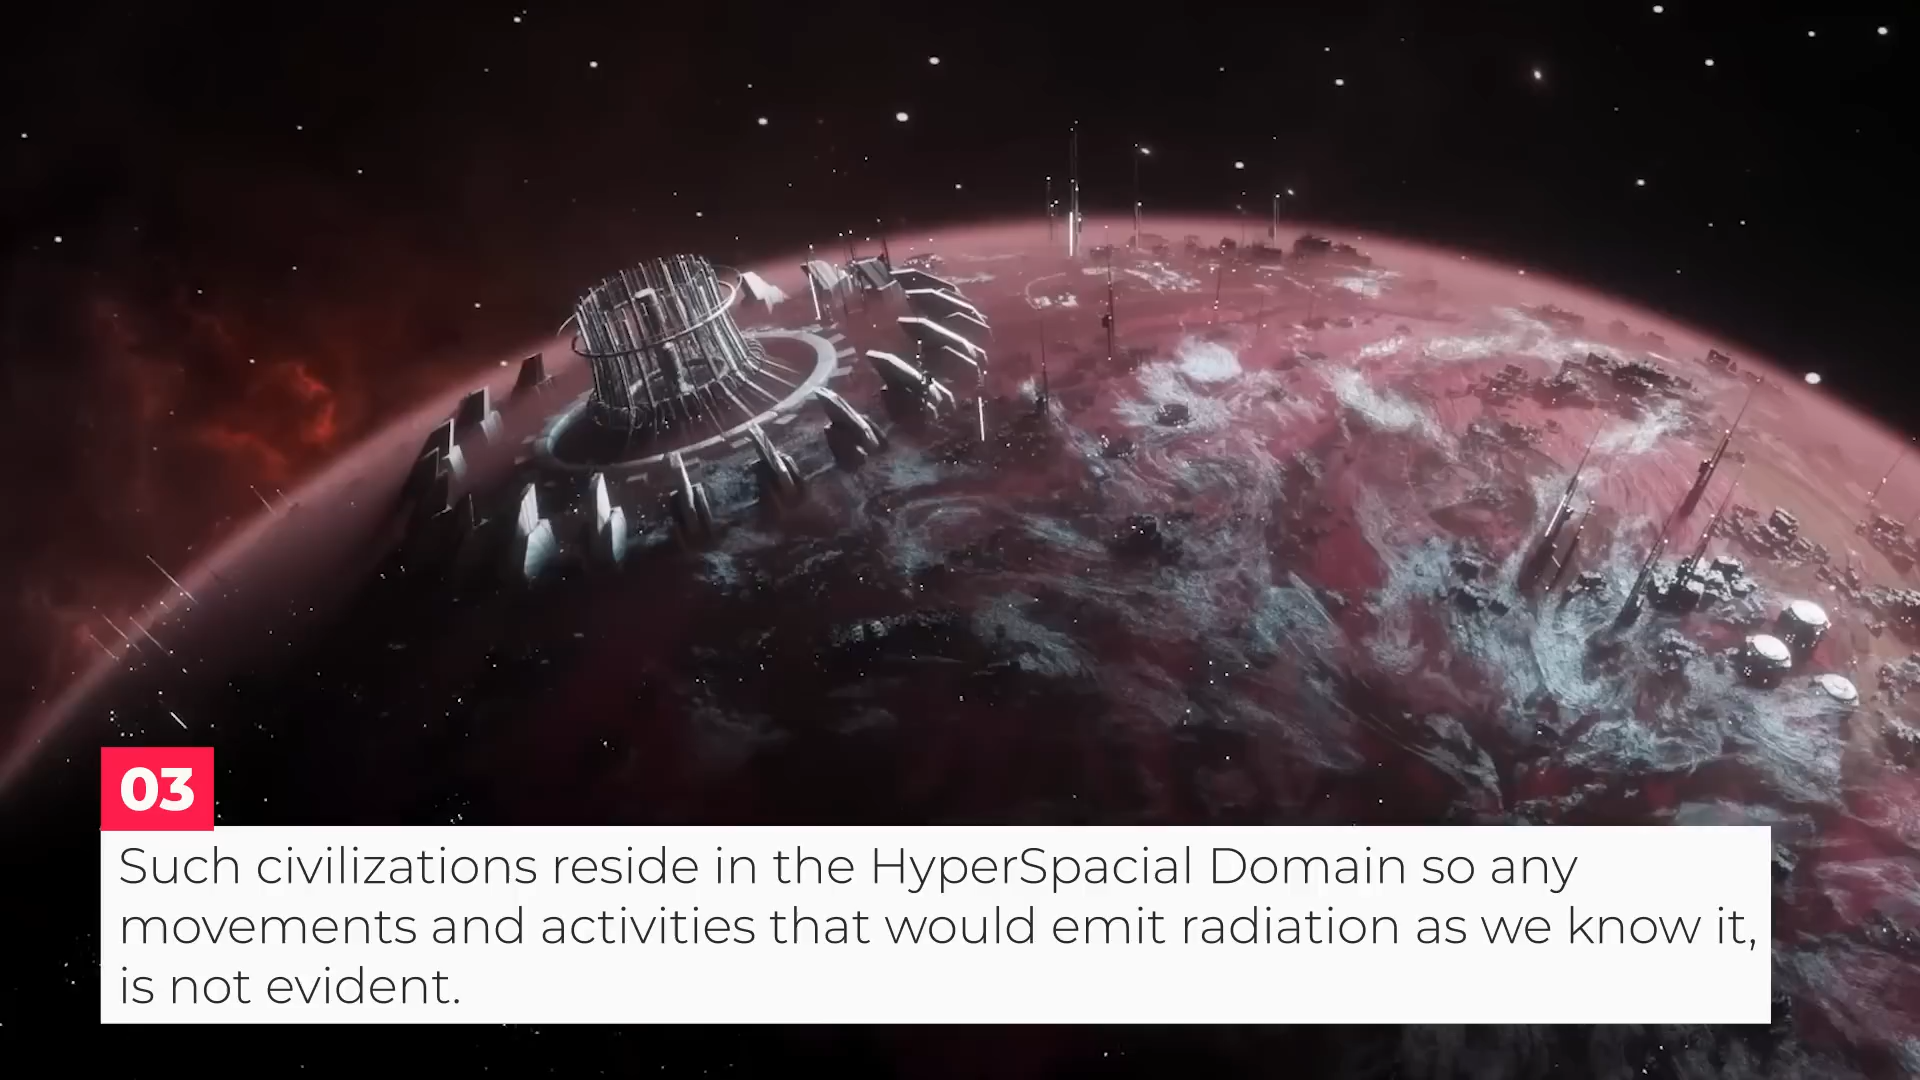 03
Such civilizations reside in the HyperSpacial Domain so any
movements and activities that would emit radiation as we know it,
is not evident.